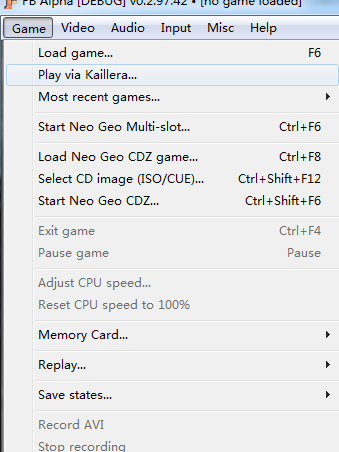 FB Alpha [DEBUG] v0.2.97.42 • [no game loaded]
Game Video Audio Input Misc Help
Load game... F6
Play via Kaillera...
Most recent games...
Start Neo Geo Multi-slot... Ctrl+F6
Load Neo Geo CDZ game... Ctrl+F8
Select CD image (ISO/CUE)... Ctrl+Shift+F12
Start Neo Geo CDZ... Ctrl+Shift+F6
Exit game Ctrl+F4
Pause game Pause
Adjust CPU speed...
Reset CPU speed to 100%
Memory Card...
Replay...
Save states...
Record AVI
Stop recording